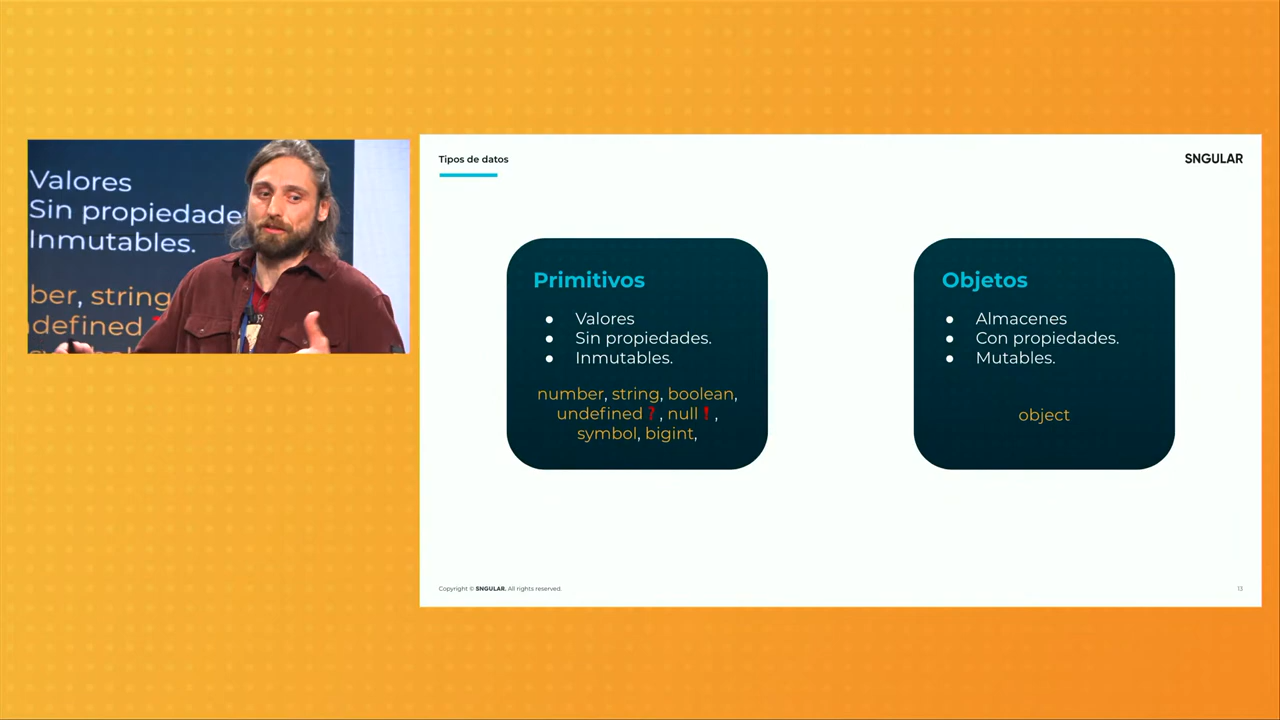 Valores
Sin propiedade
Inmutables.
ber, string
ndefined
Tipos de datos
SNGULAR
Primitivos
● Valores
● Sin propiedades.
● Inmutables.
number, string, boolean,
undefined ? , null ! ,
symbol, bigint,
Objetos
● Almacenes
● Con propiedades.
● Mutables.
object
Copyright © SNGULAR. All rights reserved.
13